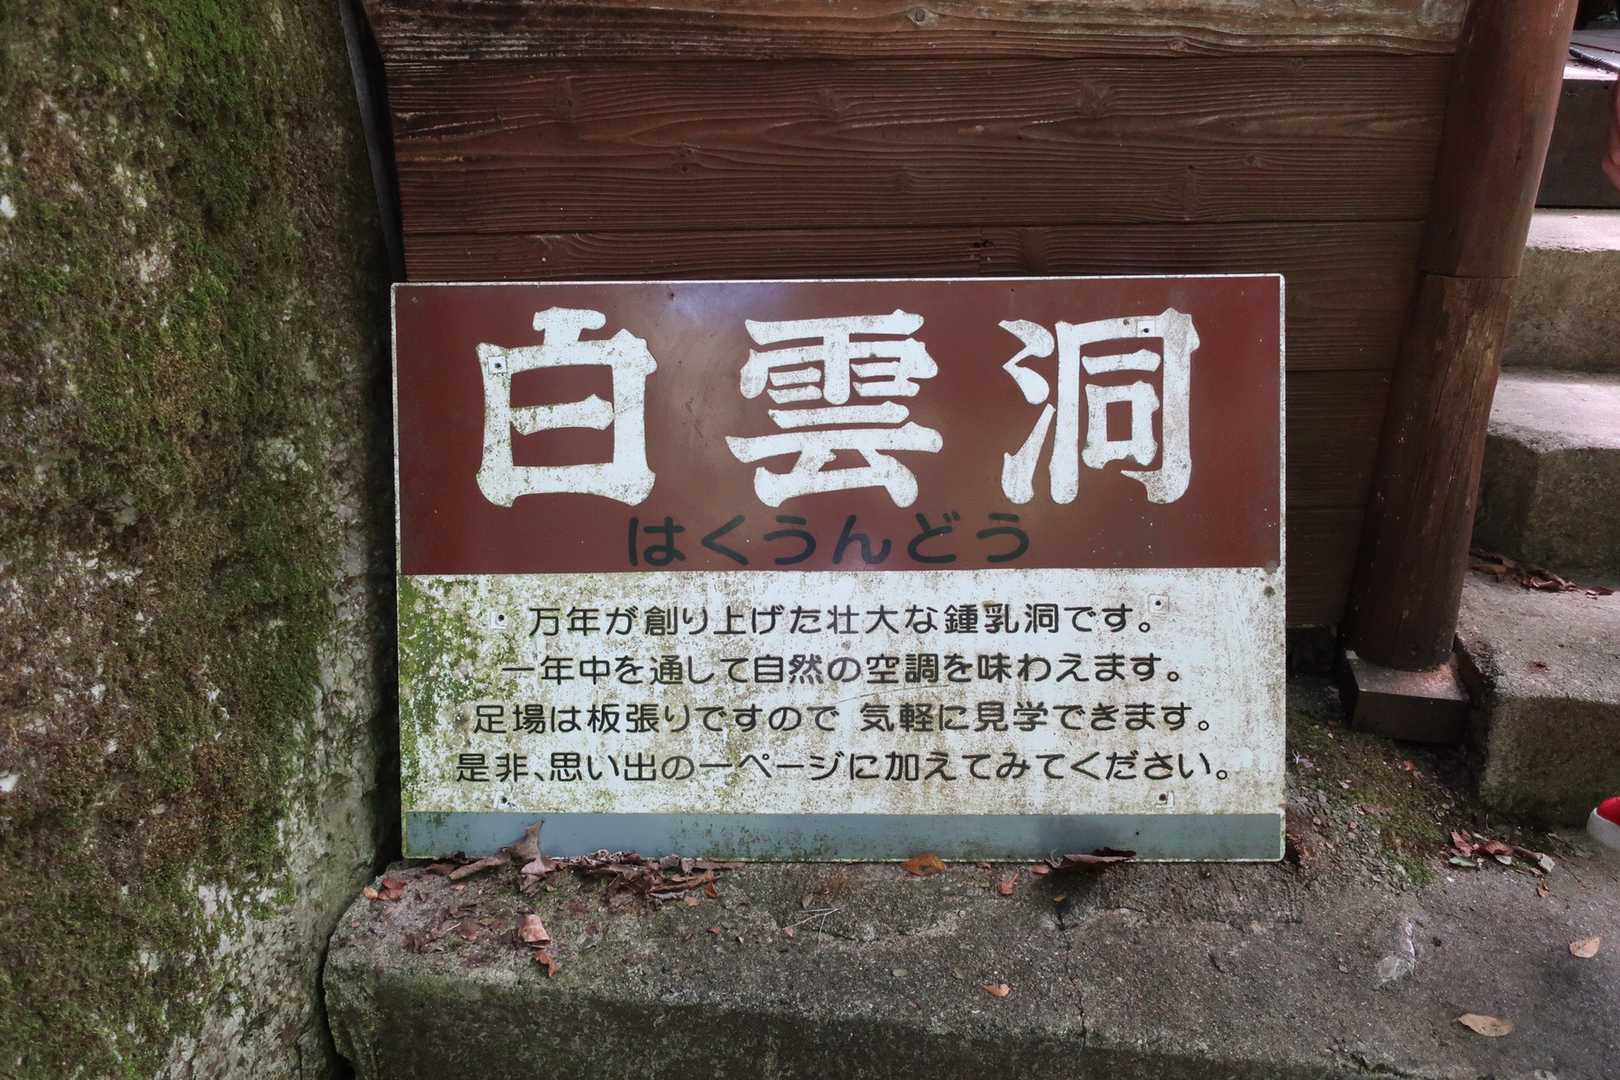 白雲洞
はくうんどう
万年が創り上げた壮大な鍾乳洞です。
一年中を通して自然の空調を味わえます。
足場は板張りですので 気軽に見学できます。
是非、思い出の一ページに加えてみてください。